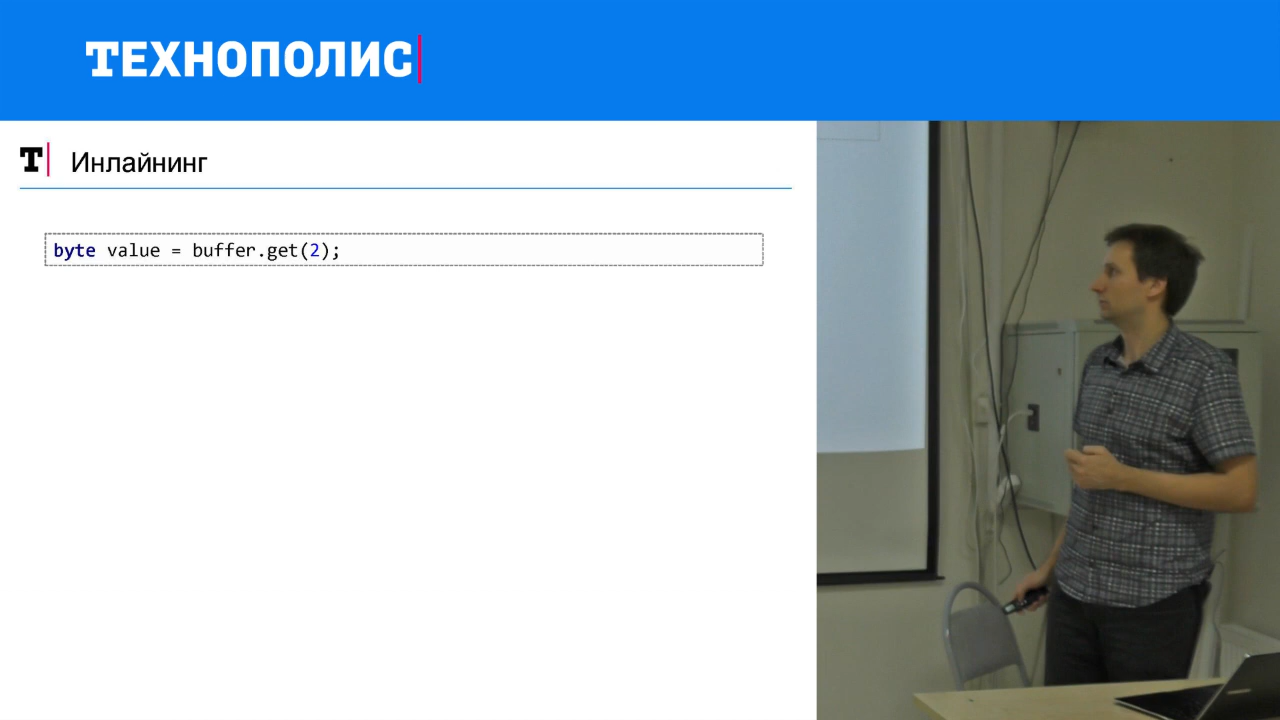 ТЕХНОПОЛИС
Т Инлайнинг
byte value = buffer.get(2);